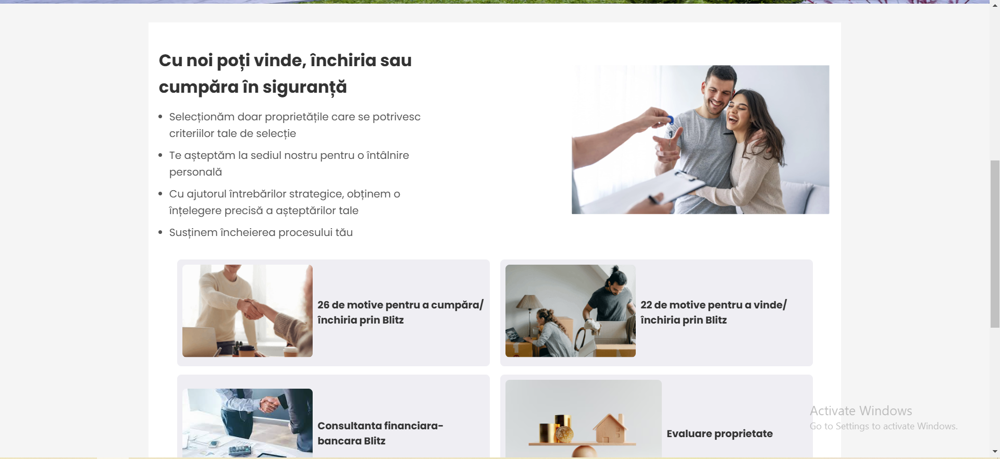 Cu noi poți vinde, închiria sau
cumpăra în siguranță
Selecționăm doar proprietățile care se potrivesc
criteriilor tale de selecție
Te așteptăm la sediul nostru pentru o întâlnire
personală
Cu ajutorul întrebărilor strategice, obținem o
înțelegere precisă a așteptărilor tale
Susținem încheierea procesului tău
26 de motive pentru a cumpăra/
închiria prin Blitz
22 de motive pentru a vinde/
închiria prin Blitz
Consultanta financiara-
bancara Blitz
Evaluare proprietate
Activate Windows
Go to Settings to activate Windows.